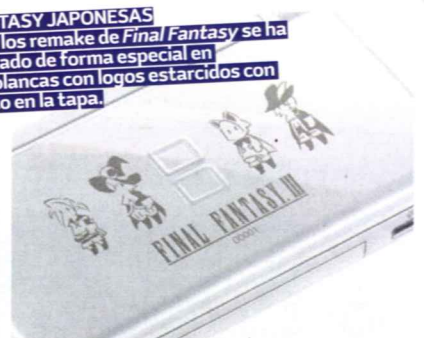 TASY JAPONESAS
los remake de Final Fantasy se ha
ado de forma especial en
blancas con logos estarcidos con
o en la tapa.
FINAL FANTASY. III
00001